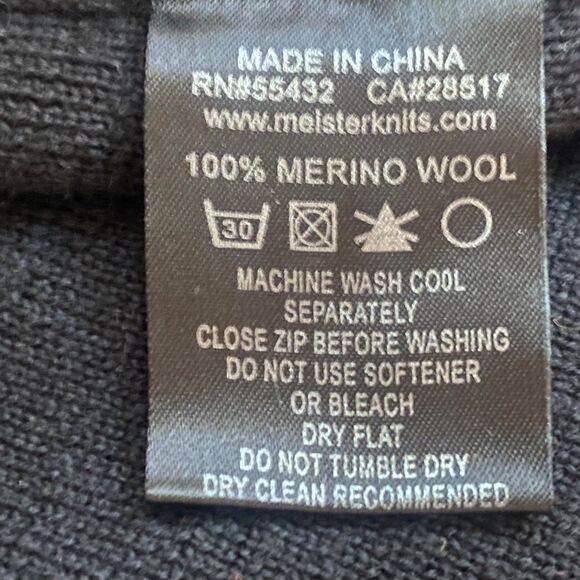 MADE IN CHINA
RN#55432 CA#28517
www.meisterknits.com
100% MERINO WOOL
30
MACHINE WASH COOL
SEPARATELY
CLOSE ZIP BEFORE WASHING
DO NOT USE SOFTENER
OR BLEACH
DRY FLAT
DO NOT TUMBLE DRY
DRY CLEAN RECOMMENDED